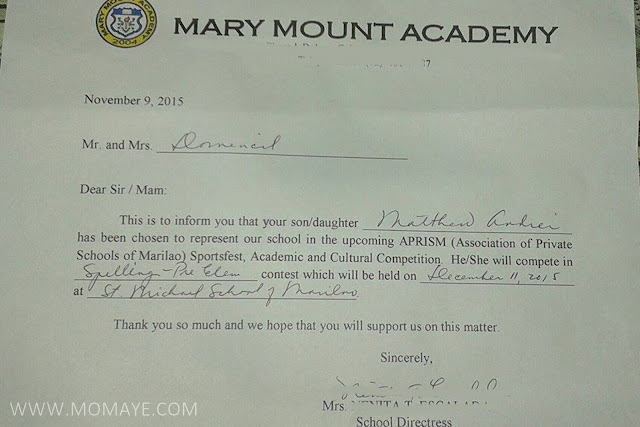 2004
MARY MOUNT ACADEMY
November 9, 2015
Mr. and Mrs. Domencil
Dear Sir / Mam:
This is to inform you that your son/daughter Matthew Andrei
has been chosen to represent our school in the upcoming APRISM (Association of Private
Schools of Marilao) Sportsfest, Academic and Cultural Competition. He/She will compete in
Spelling - Pre Elem contest which will be held on December 11, 2015
at St. Michael School of Marilao.
Thank you so much and we hope that you will support us on this matter.
Sincerely,
Mrs.
School Directress
WWW.MOMAYE.COM